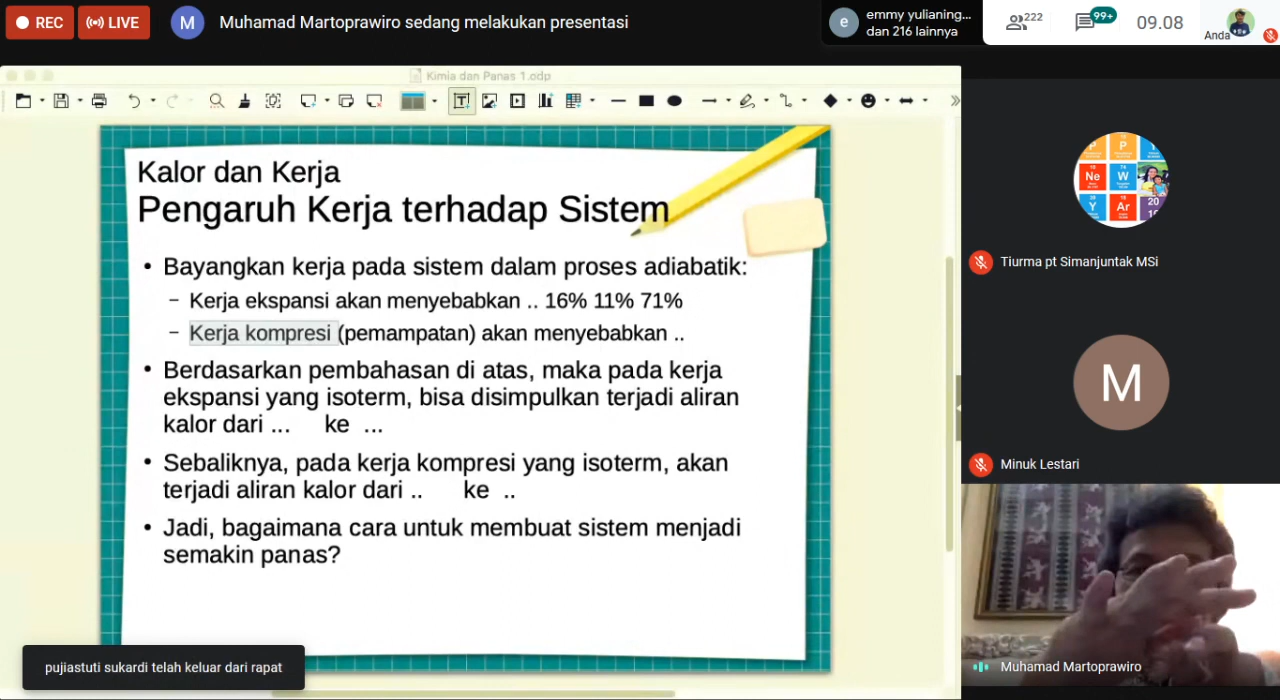 REC
LIVE
M
Muhamad Martoprawiro sedang melakukan presentasi
e
emmy yulianing...
dan 216 lainnya
222
99+
09.08
Anda
Kimia dan Panas 1.odp
Kalor dan Kerja
Pengaruh Kerja terhadap Sistem
• Bayangkan kerja pada sistem dalam proses adiabatik:
– Kerja ekspansi akan menyebabkan .. 16% 11% 71%
– Kerja kompresi (pemampatan) akan menyebabkan ..
• Berdasarkan pembahasan di atas, maka pada kerja
ekspansi yang isoterm, bisa disimpulkan terjadi aliran
kalor dari ... ke ...
• Sebaliknya, pada kerja kompresi yang isoterm, akan
terjadi aliran kalor dari .. ke ..
• Jadi, bagaimana cara untuk membuat sistem menjadi
semakin panas?
pujiastuti sukardi telah keluar dari rapat
P P
Ne W
Y Ar 20
Tiurma pt Simanjuntak MSi
M
Minuk Lestari
Muhamad Martoprawiro